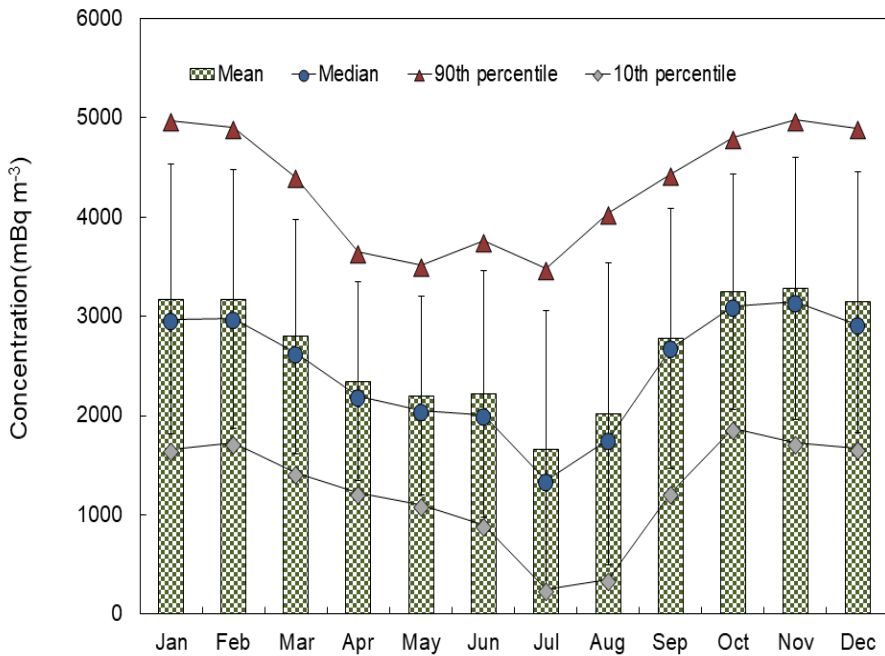 6000
Mean Median 90th percentile 10th percentile
5000
4000
3000
2000
1000
0
Concentration(mBq m⁻³)
Jan Feb Mar Apr May Jun Jul Aug Sep Oct Nov Dec